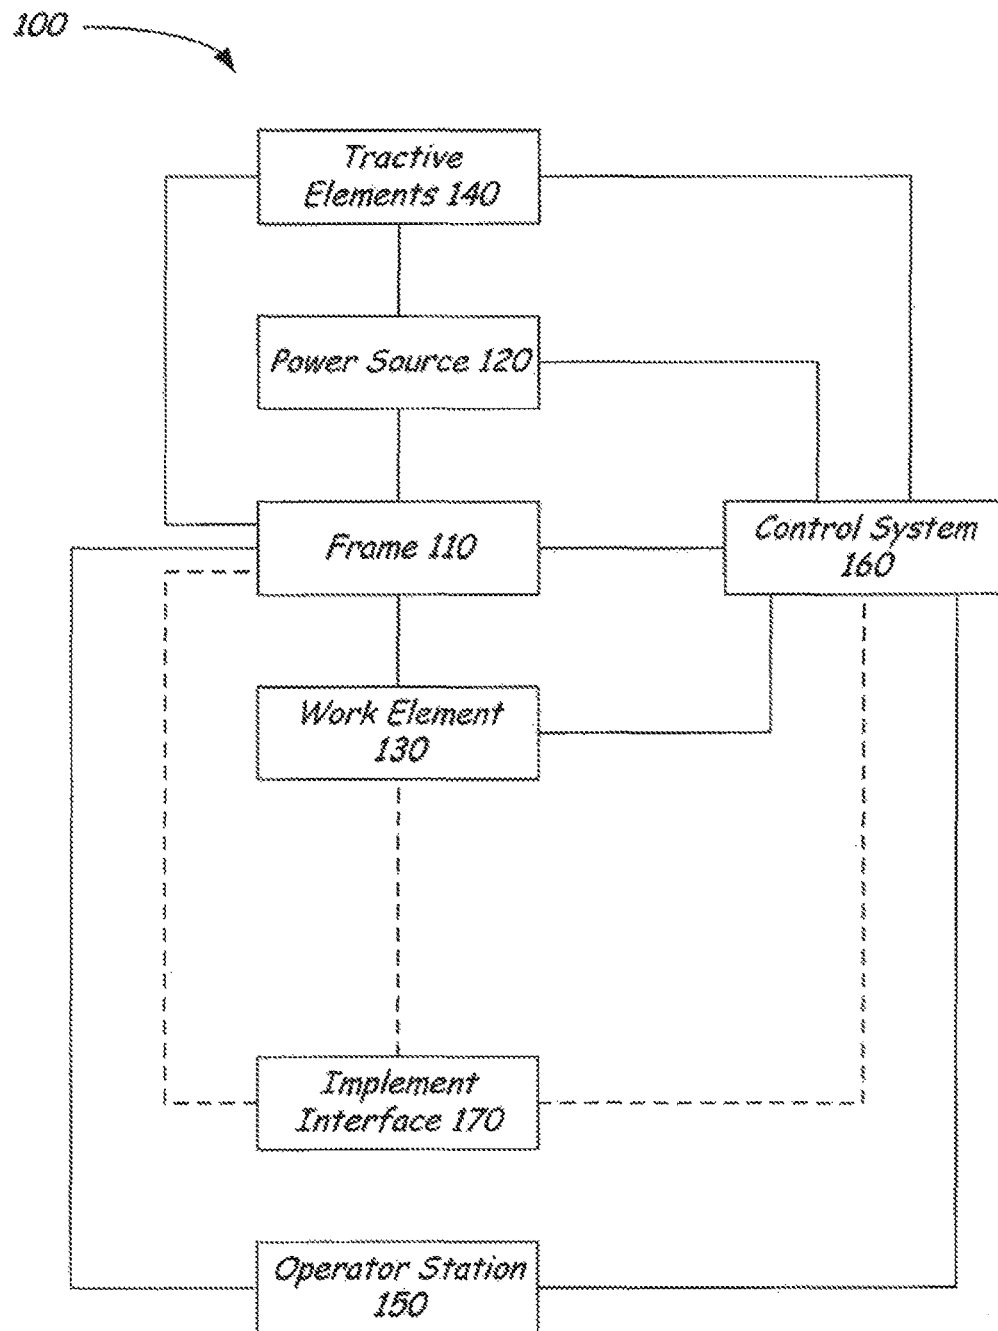 100
Tractive
Elements 140
Power Source 120
Frame 110
Control System
160
Work Element
130
Implement
Interface 170
Operator Station
150